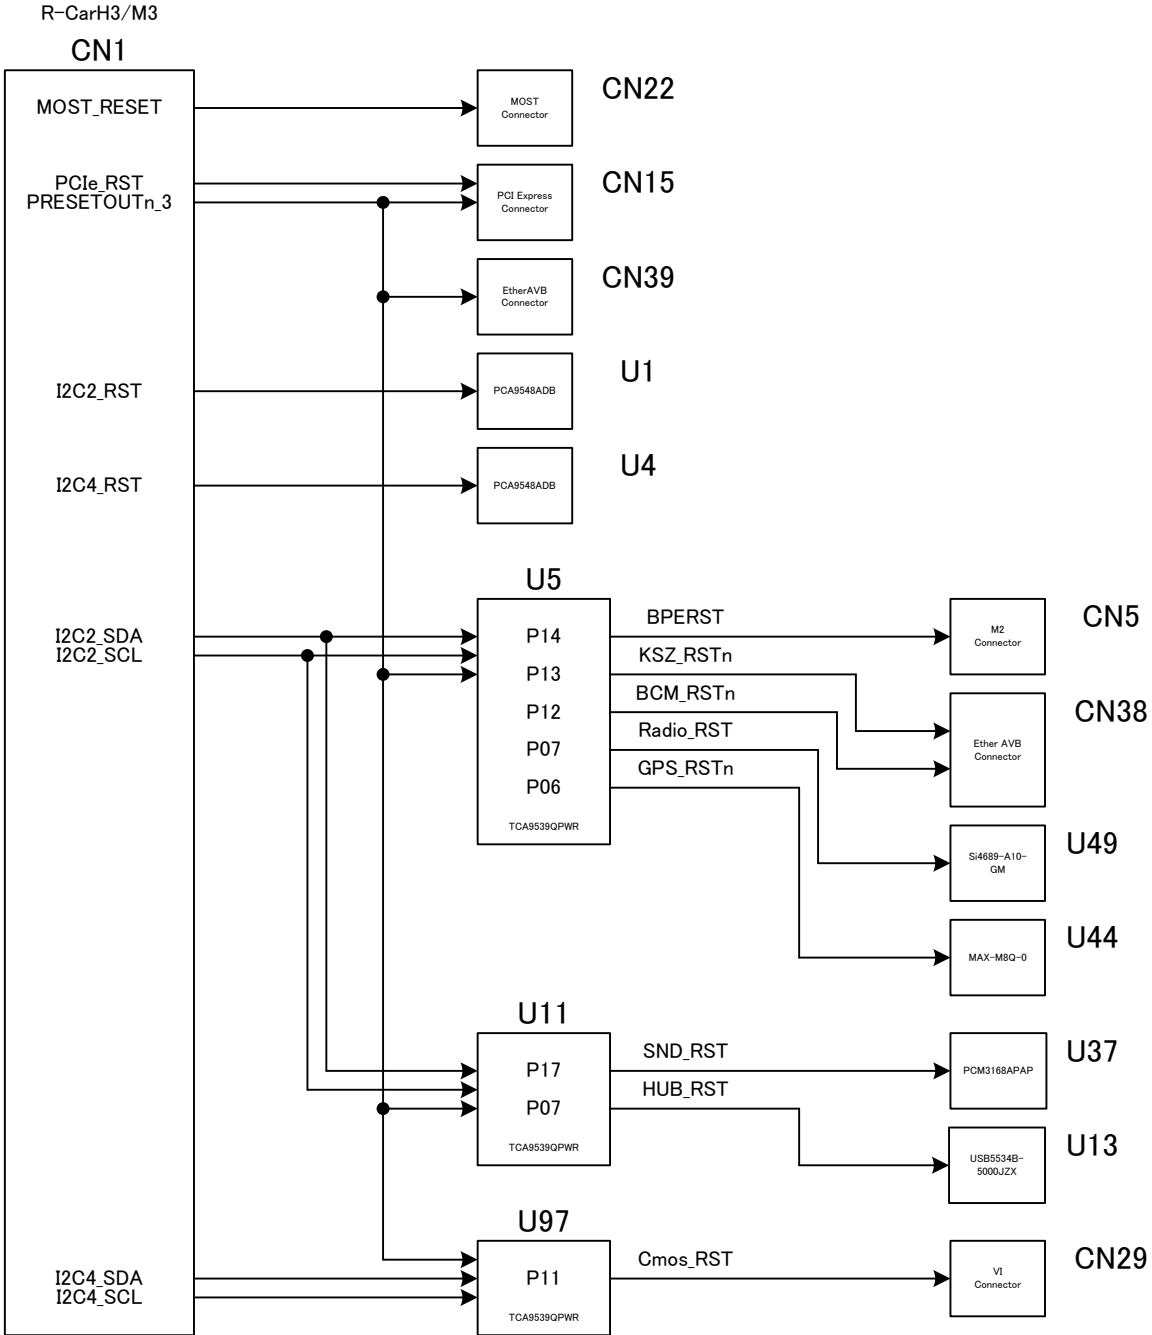 R-CarH3/M3
CN1
MOST_RESET
MOST
Connector
CN22
PCIe_RST
PRESETOUTn_3
PCI Express
Connector
CN15
EtherAVB
Connector
CN39
I2C2_RST
PCA9548ADB
U1
I2C4_RST
PCA9548ADB
U4
U5
I2C2_SDA
I2C2_SCL
P14
P13
P12
P07
P06
TCA9539QPWR
BPERST
KSZ_RSTn
BCM_RSTn
Radio_RST
GPS_RSTn
M2
Connector
CN5
Ether AVB
Connector
CN38
Si4689-A10-
GM
U49
MAX-M8Q-0
U44
U11
P17
P07
TCA9539QPWR
SND_RST
HUB_RST
PCM3168APAP
U37
USB5534B-
5000JZX
U13
U97
I2C4_SDA
I2C4_SCL
P11
TCA9539QPWR
Cmos_RST
VI
Connector
CN29